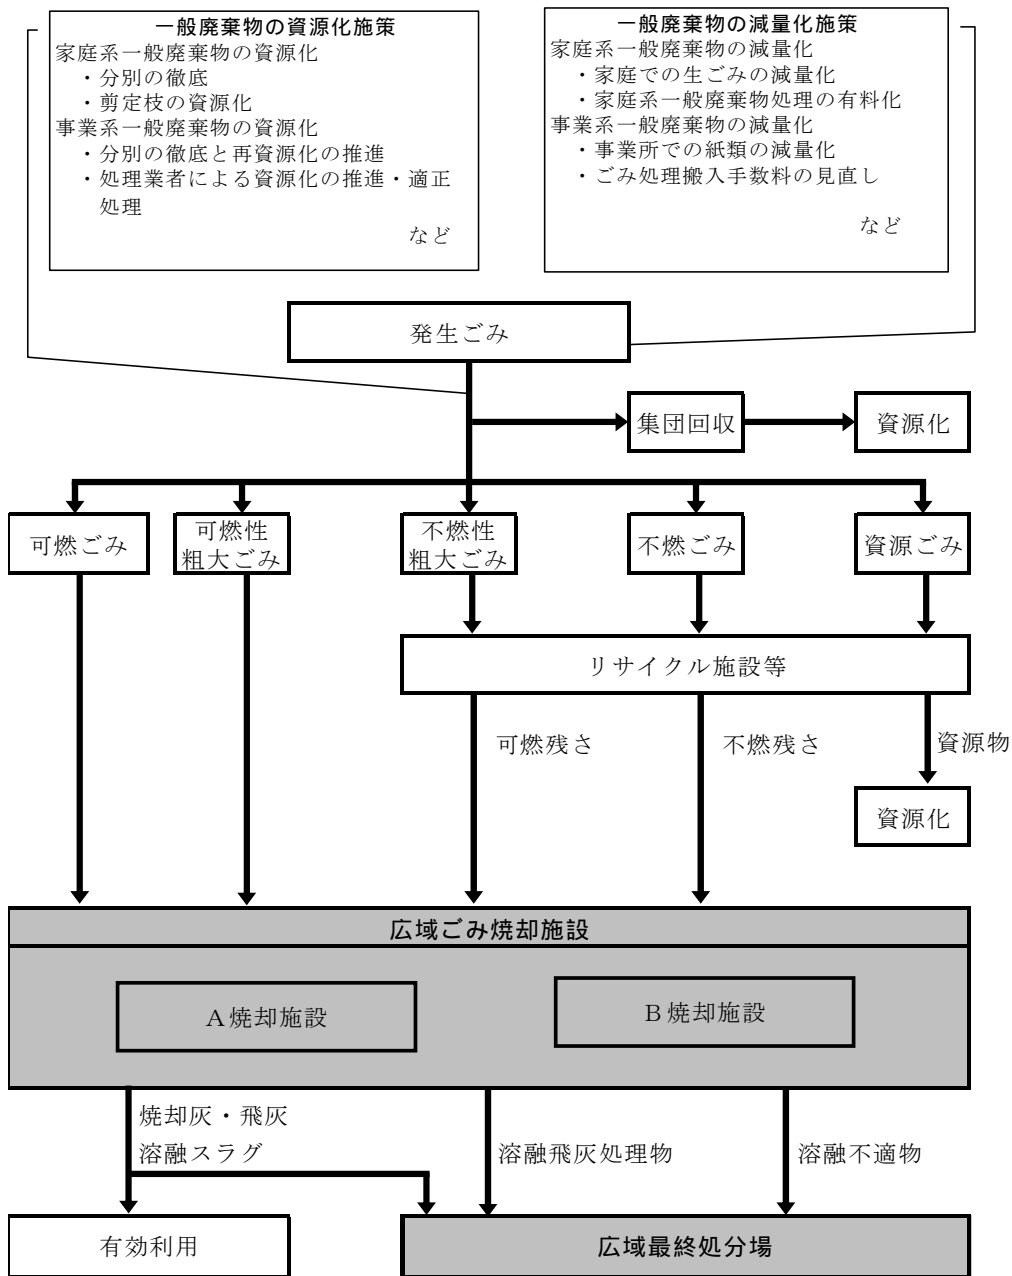 一般廃棄物の資源化施策
家庭系一般廃棄物の資源化
・分別の徹底
・剪定枝の資源化
事業系一般廃棄物の資源化
・分別の徹底と再資源化の推進
・処理業者による資源化の推進・適正
処理
など
一般廃棄物の減量化施策
家庭系一般廃棄物の減量化
・家庭での生ごみの減量化
・家庭系一般廃棄物処理の有料化
事業系一般廃棄物の減量化
・事業所での紙類の減量化
・ごみ処理搬入手数料の見直し
など
発生ごみ
集団回収
資源化
可燃ごみ
可燃性
粗大ごみ
不燃性
粗大ごみ
不燃ごみ
資源ごみ
リサイクル施設等
可燃残さ
不燃残さ
資源物
資源化
広域ごみ焼却施設
A焼却施設
B焼却施設
焼却灰・飛灰
溶融スラグ
溶融飛灰処理物
溶融不適物
有効利用
広域最終処分場